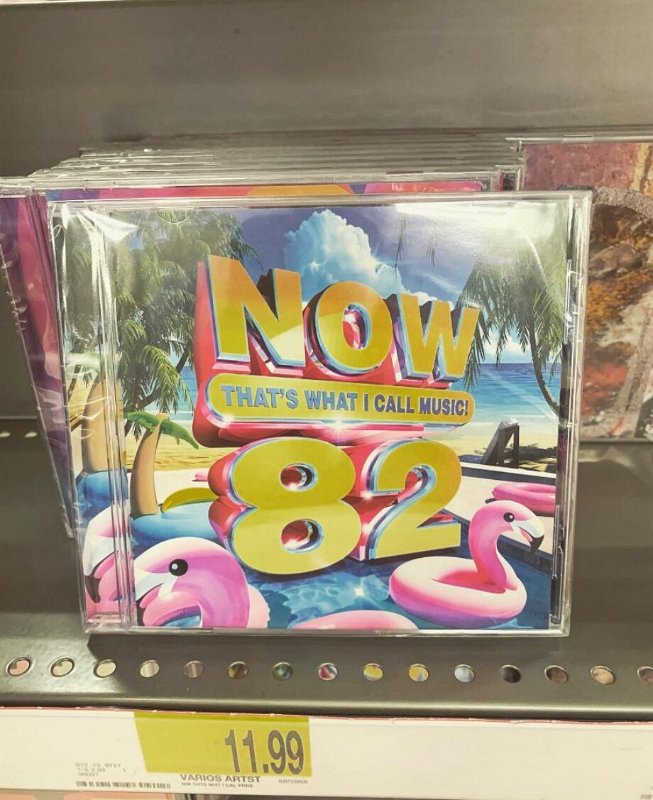 NOW
THAT'S WHAT I CALL MUSIC!
82
11.99
VARIOS ARTST